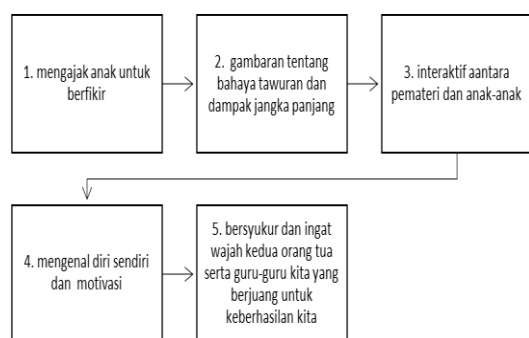 1. mengajak anak untuk
berfikir
2. gambaran tentang
bahaya tawuran dan
dampak jangka panjang
3. interaktif aantara
pemateri dan anak-anak
4. mengenal diri sendiri
dan motivasi
5. bersyukur dan ingat
wajah kedua orang tua
serta guru-guru kita yang
berjuang untuk
keberhasilan kita